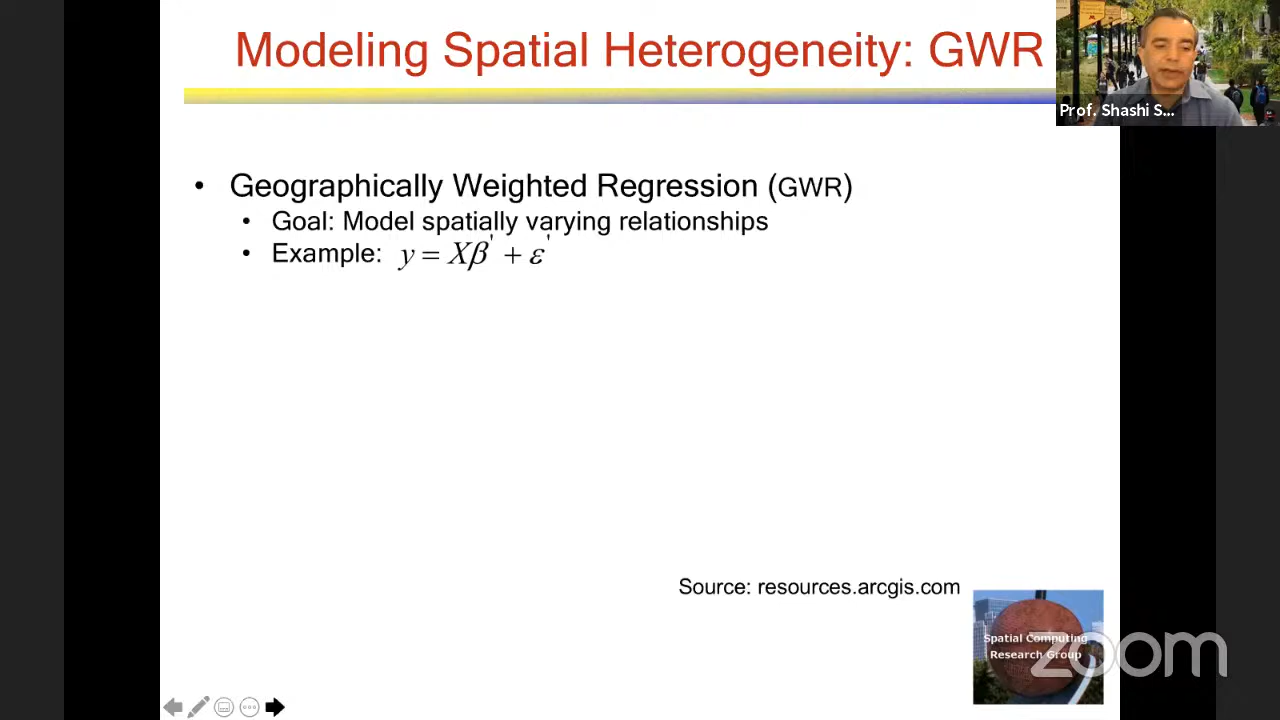 Modeling Spatial Heterogeneity: GWR
Prof. Shashi S...
• Geographically Weighted Regression (GWR)
• Goal: Model spatially varying relationships
• Example: y = Xβ' + ε'
Source: resources.arcgis.com
Spatial Computing
Research Group
zoom